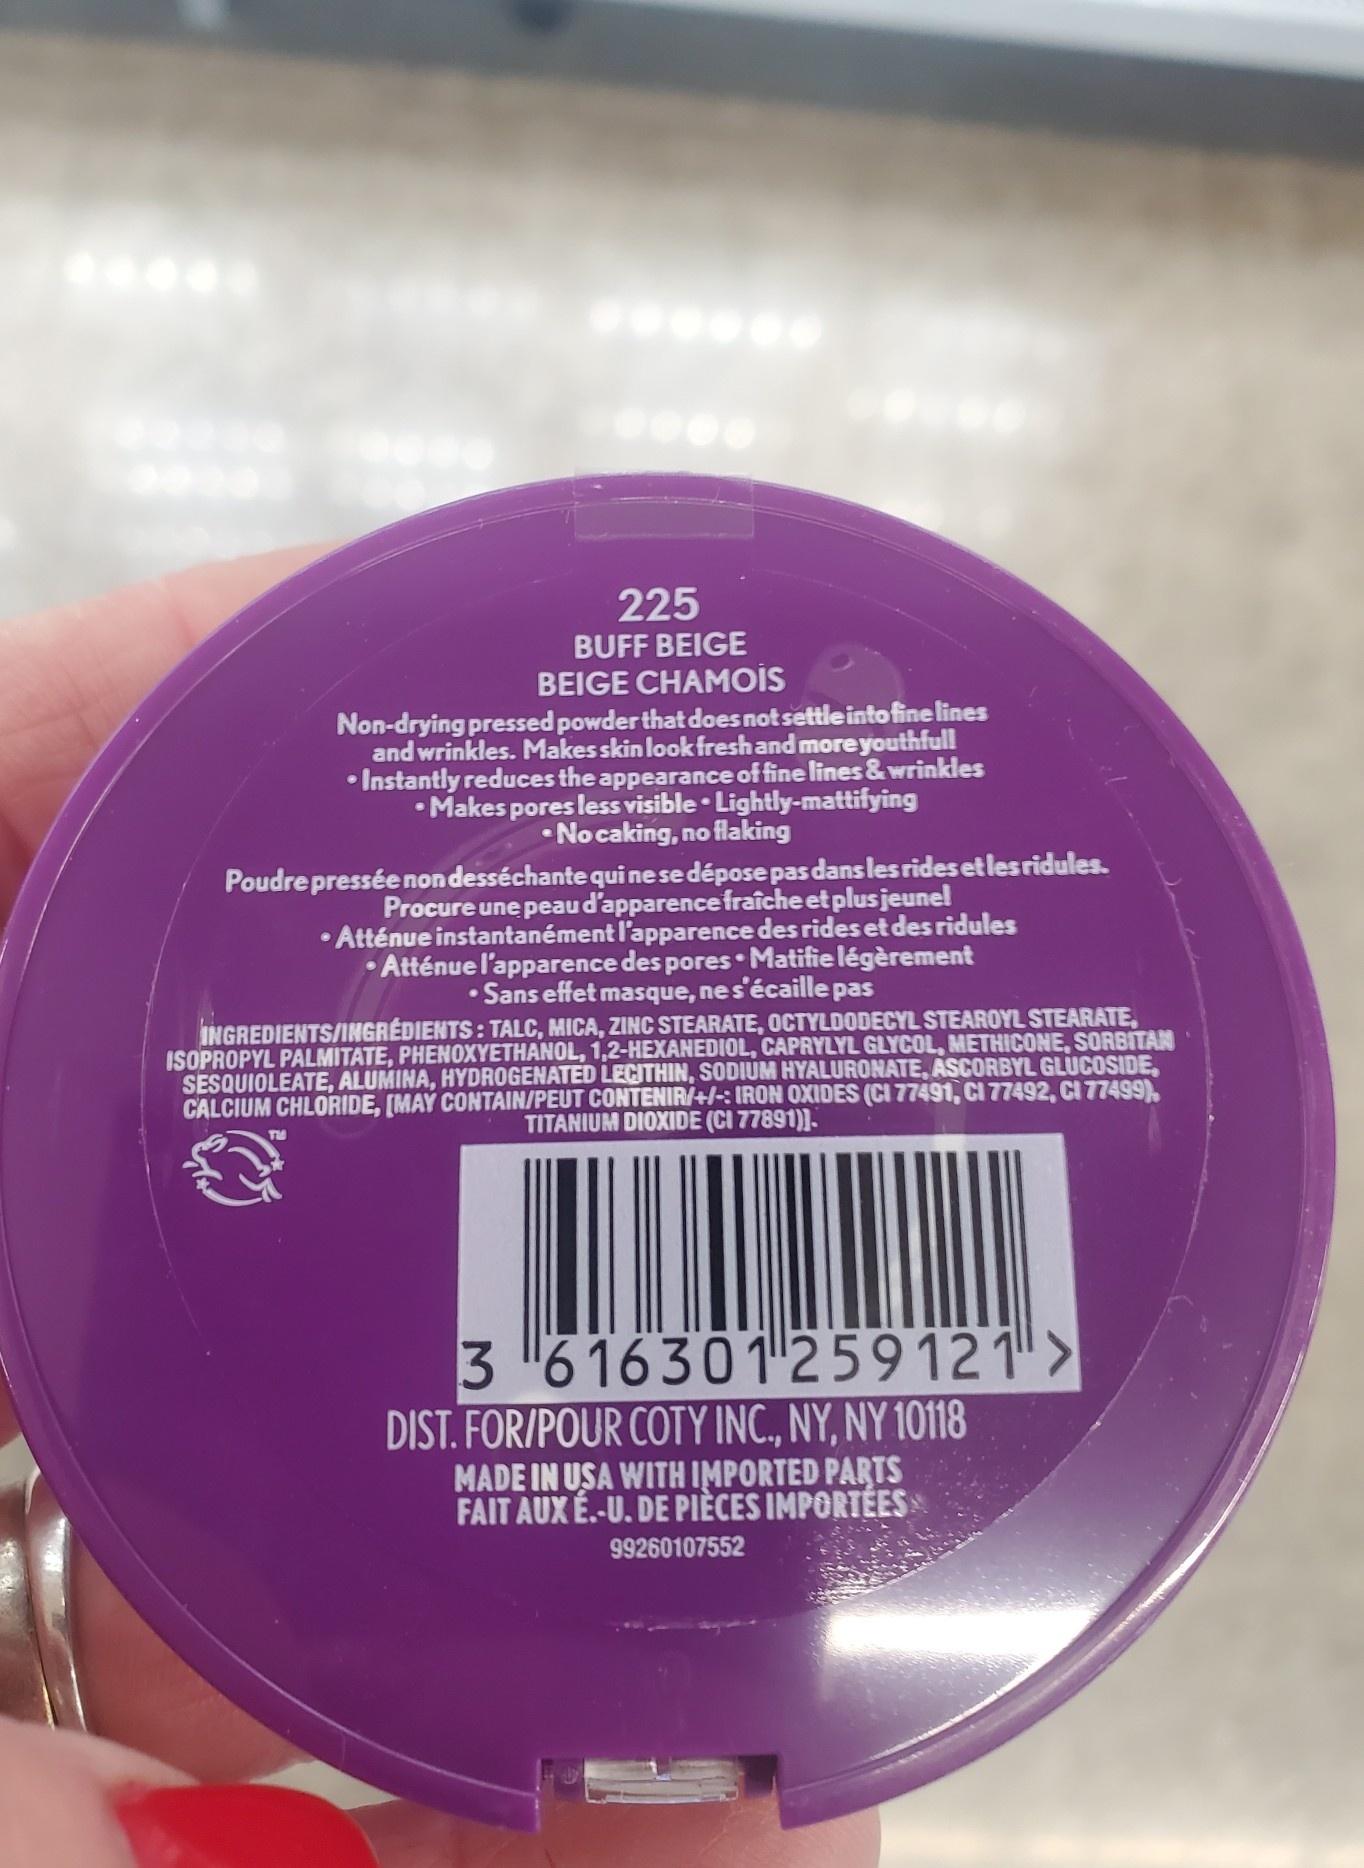 225
BUFF BEIGE
BEIGE CHAMOIS
Non-drying pressed powder that does not settle into fine lines
and wrinkles. Makes skin look fresh and more youthful!
• Instantly reduces the appearance of fine lines & wrinkles
• Makes pores less visible • Lightly-mattifying
• No caking, no flaking
Poudre pressée non desséchante qui ne se dépose pas dans les rides et les ridules.
Procure une peau d'apparence fraîche et plus jeune!
• Atténue instantanément l'apparence des rides et des ridules
• Atténue l'apparence des pores • Matifie légèrement
• Sans effet masque, ne s'écaille pas
INGREDIENTS/INGRÉDIENTS : TALC, MICA, ZINC STEARATE, OCTYLDODECYL STEAROYL STEARATE,
ISOPROPYL PALMITATE, PHENOXYETHANOL, 1,2-HEXANEDIOL, CAPRYLYL GLYCOL, METHICONE, SORBITAN
SESQUIOLEATE, ALUMINA, HYDROGENATED LECITHIN, SODIUM HYALURONATE, ASCORBYL GLUCOSIDE,
CALCIUM CHLORIDE, [MAY CONTAIN/PEUT CONTENIR/+/-: IRON OXIDES (CI 77491, CI 77492, CI 77499),
TITANIUM DIOXIDE (CI 77891)].
TM
3 616301 259121 >
DIST. FOR/POUR COTY INC., NY, NY 10118
MADE IN USA WITH IMPORTED PARTS
FAIT AUX É.-U. DE PIÈCES IMPORTÉES
99260107552